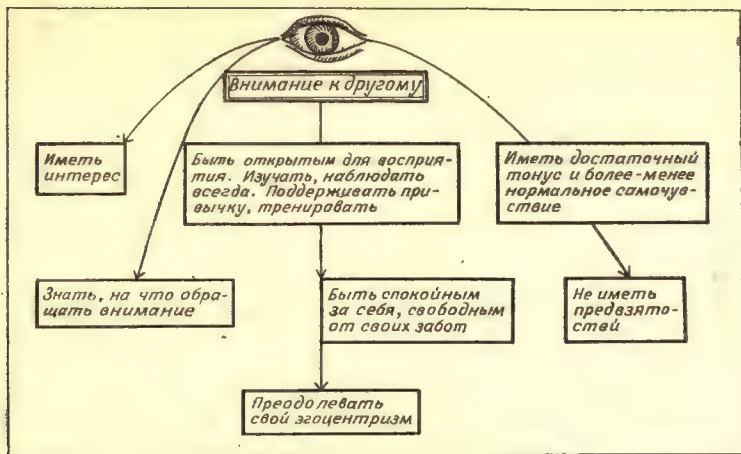 Внимание к другому
Иметь
интерес
Быть открытым для восприя-
тия. Изучать, наблюдать
всегда. Поддерживать при-
вычку, тренировать
Иметь достаточный
тонус и более-менее
нормальное самочув-
ствие
Знать, на что обра-
щать внимание
Быть спокойным
за себя, свободным
от своих забот
Не иметь
предвзято-
стей
Преодолевать
свой эгоцентризм